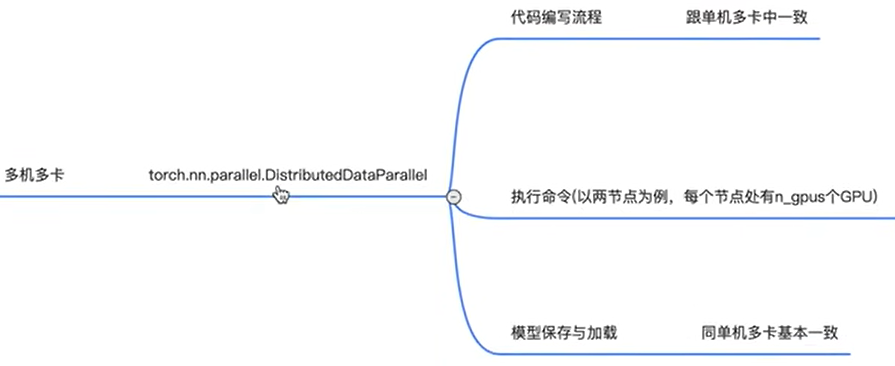 代码编写流程 跟单机多卡中一致
多机多卡 torch.nn.parallel.DistributedDataParallel
执行命令(以两节点为例，每个节点处有n_gpus个GPU)
模型保存与加载 同单机多卡基本一致